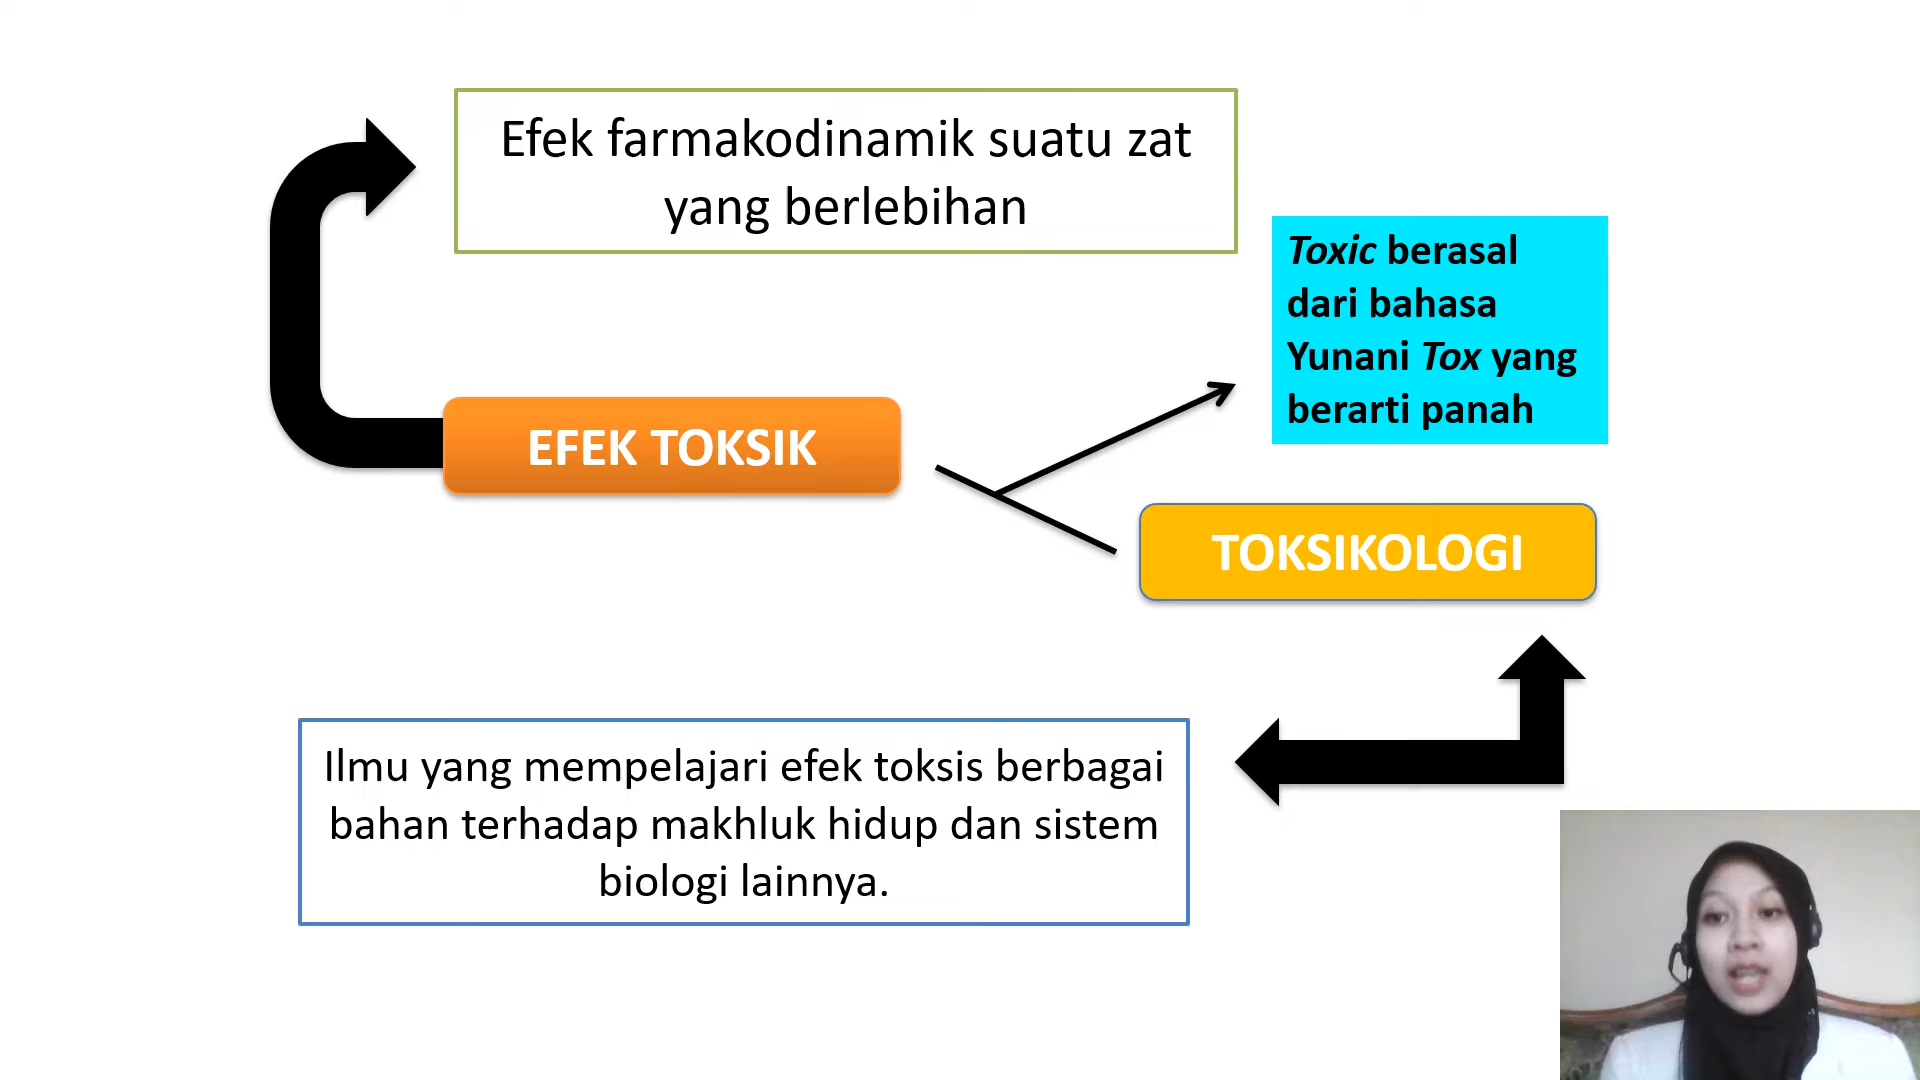 Efek farmakodinamik suatu zat
yang berlebihan
Toxic berasal
dari bahasa
Yunani Tox yang
berarti panah
EFEK TOKSIK
TOKSIKOLOGI
Ilmu yang mempelajari efek toksis berbagai
bahan terhadap makhluk hidup dan sistem
biologi lainnya.